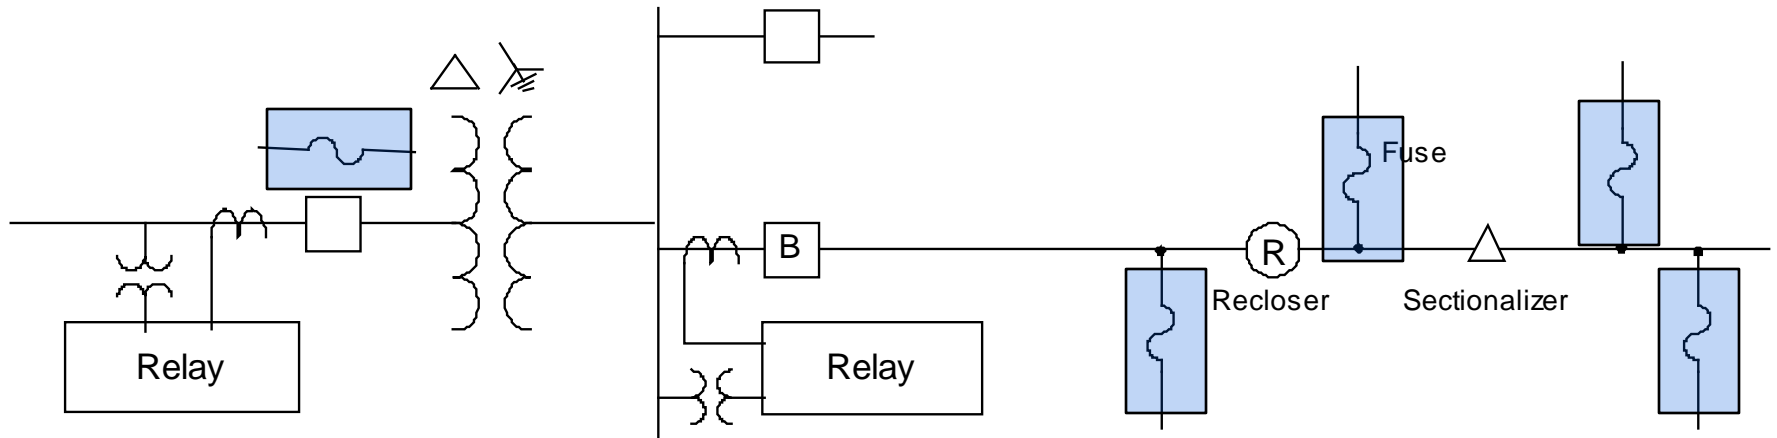 Fuse
B
R
Recloser
Sectionalizer
Relay
Relay